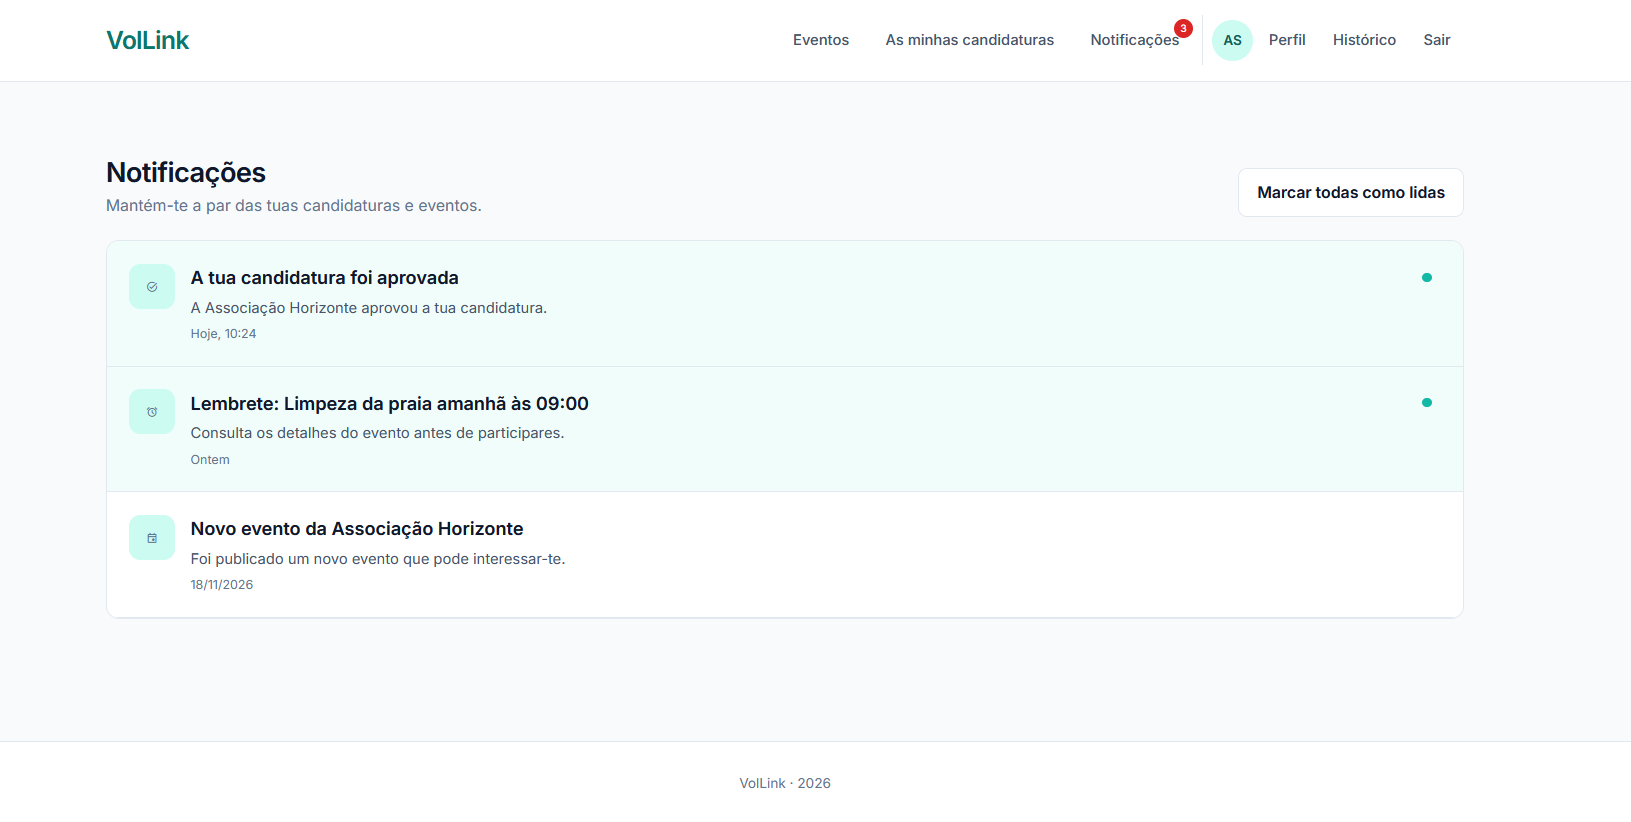 VolLink
Eventos
As minhas candidaturas
Notificações
3
AS
Perfil
Histórico
Sair
Notificações
Mantém-te a par das tuas candidaturas e eventos.
Marcar todas como lidas
A tua candidatura foi aprovada
A Associação Horizonte aprovou a tua candidatura.
Hoje, 10:24
Lembrete: Limpeza da praia amanhã às 09:00
Consulta os detalhes do evento antes de participares.
Ontem
Novo evento da Associação Horizonte
Foi publicado um novo evento que pode interessar-te.
18/11/2026
VolLink · 2026